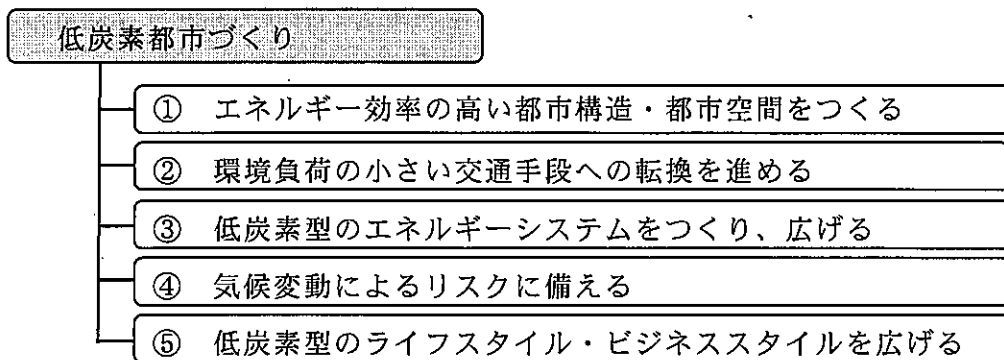 低炭素都市づくり
① エネルギー効率の高い都市構造・都市空間をつくる
② 環境負荷の小さい交通手段への転換を進める
③ 低炭素型のエネルギーシステムをつくり、広げる
④ 気候変動によるリスクに備える
⑤ 低炭素型のライフスタイル・ビジネススタイルを広げる